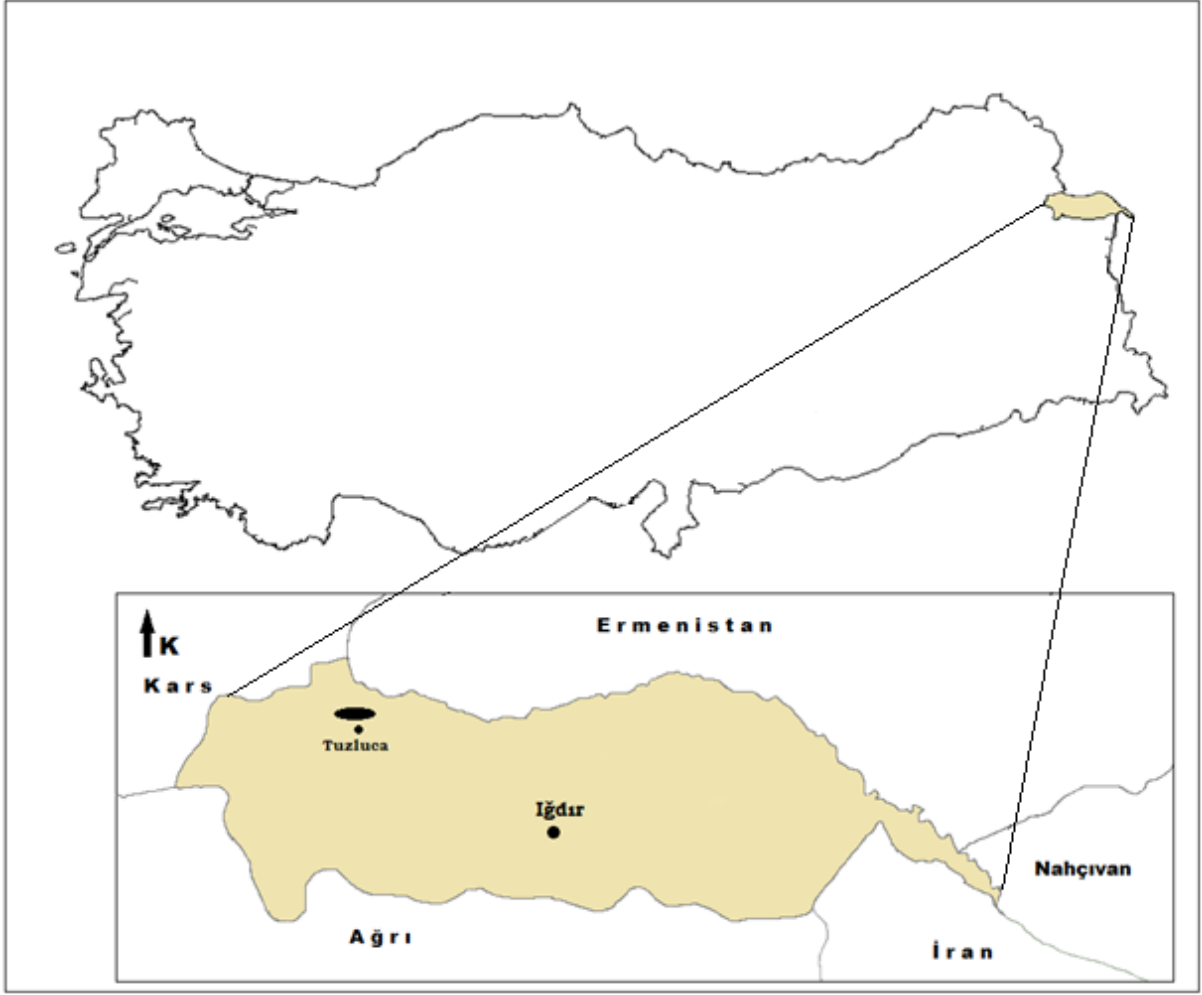 Ermenistan
K
Kars
Tuzluca
Iğdır
Nahçıvan
Ağrı
İran